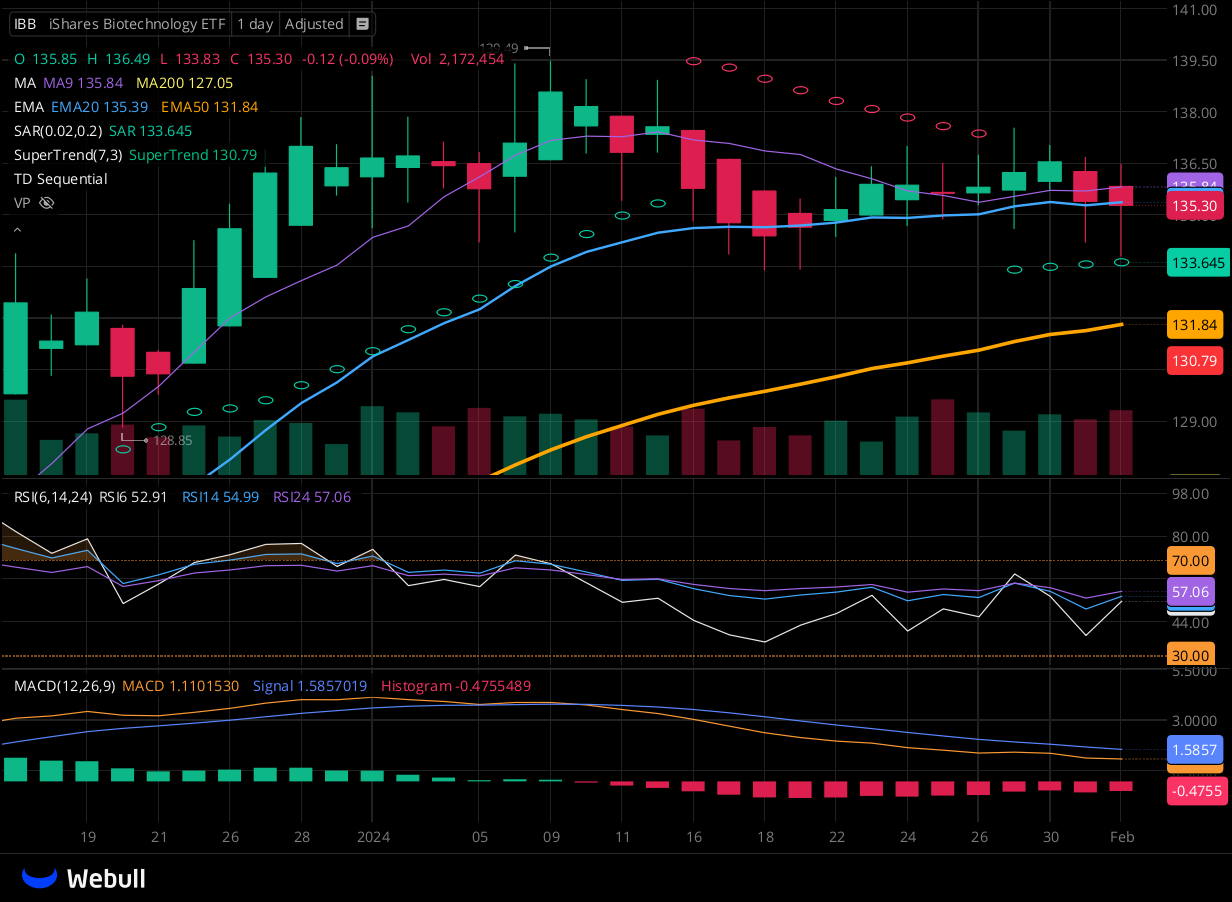 IBB iShares Biotechnology ETF 1 day Adjusted
141.00
O 135.85 H 136.49 L 133.83 C 135.30 -0.12 (-0.09%) Vol 2,172,454
139.49
139.50
MA MA9 135.84 MA200 127.05
EMA EMA20 135.39 EMA50 131.84
138.00
SAR(0.02,0.2) SAR 133.645
SuperTrend(7,3) SuperTrend 130.79
136.50
TD Sequential
135.84
VP
135.30
133.645
131.84
130.79
129.00
128.85
RSI(6,14,24) RSI6 52.91 RSI14 54.99 RSI24 57.06
98.00
80.00
70.00
57.06
44.00
30.00
5.5000
MACD(12,26,9) MACD 1.1101530 Signal 1.5857019 Histogram -0.4755489
3.0000
1.5857
-0.4755
19 21 26 28 2024 05 09 11 16 18 22 24 26 30 Feb
Webull